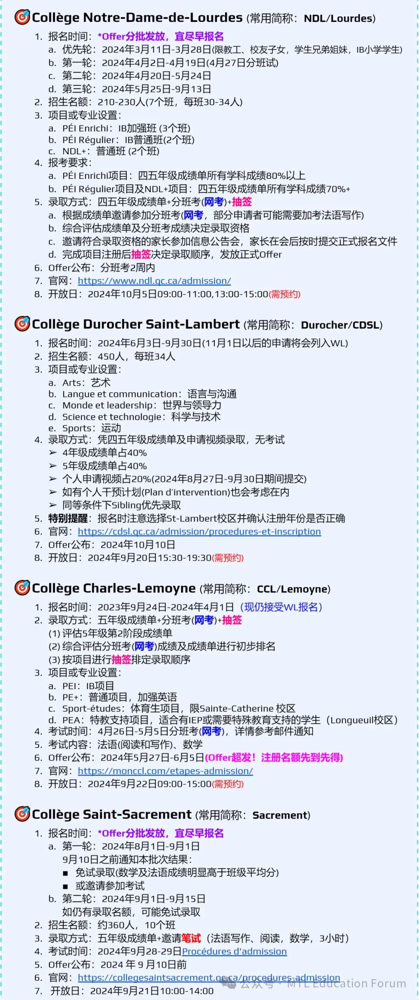 Collège Notre-Dame-de-Lourdes (常用简称：NDL/Lourdes)
1. 报名时间：*Offer分批发放，宜尽早报名
a. 优先轮：2024年3月11日-3月28日(限教工、校友子女，学生兄弟姐妹，IB小学学生)
b. 第一轮：2024年4月2日-4月19日(4月27日分班试)
c. 第二轮：2024年4月20日-5月24日
d. 第三轮：2024年5月25日-9月13日
2. 招生名额：210-230人(7个班，每班30-34人)
3. 项目或专业设置：
a. PÉI Enrichi：IB加强班 (3个班)
b. PÉI Régulier：IB普通班(2个班)
c. NDL+：普通班 (2个班)
4. 报考要求：
a. PÉI Enrichi项目：四五年级成绩单所有学科成绩80%以上
b. PÉI Régulier项目及NDL+项目：四五年级成绩单所有学科成绩70%+
5. 录取方式：四五年级成绩单+分班考(网考)+抽签
a. 根据成绩单邀请参加分班考(网考，部分申请者可能需要加考法语写作)
b. 综合评估成绩单及分班考成绩决定录取资格
c. 邀请符合录取资格的家长参加信息公告会，家长在会后按时提交正式报名文件
d. 完成项目注册后抽签决定录取顺序，发放正式Offer
6. Offer公布：分班考2周内
7. 官网：https://www.ndl.qc.ca/admission/
8. 开放日：2024年10月5日09:00-11:00,13:00-15:00(需预约)
Collège Durocher Saint-Lambert (常用简称：Durocher/CDSL)
1. 报名时间：2024年6月3日-9月30日(11月1日以后的申请将会列入WL)
2. 招生名额：450人，每班34人
3. 项目或专业设置：
a. Arts：艺术
b. Langue et communication：语言与沟通
c. Monde et leadership：世界与领导力
d. Science et technologie：科学与技术
e. Sports：运动
4. 录取方式：凭四五年级成绩单及申请视频录取，无考试
➢ 4年级成绩单占40%
➢ 5年级成绩单占40%
➢ 个人申请视频占20%(2024年8月27日-9月30日期间提交)
➢ 如有个人干预计划(Plan d’intervention)也会考虑在内
➢ 同等条件下Sibling优先录取
5. 特别提醒：报名时注意选择St-Lambert校区并确认注册年份是否正确
6. 官网：https://cdsl.qc.ca/admission/procedures-et-inscription
7. Offer公布：2024年10月10日
8. 开放日：2024年9月20日15:30-19:30(需预约)
Collège Charles-Lemoyne (常用简称：CCL/Lemoyne)
1. 报名时间：2023年9月24日-2024年4月1日（现仍接受WL报名）
2. 录取方式：五年级成绩单+分班考(网考)+抽签
(1) 评估5年级第2阶段成绩单
(2) 综合评估分班考(网考)成绩及成绩单进行初步排名
(3) 按项目进行抽签排定录取顺序
3. 项目或专业设置：
a. PEI：IB项目
b. PE+：普通项目，加强英语
c. Sport-études：体育生项目，限Sainte-Catherine 校区
d. PEA：特教支持项目，适合有IEP或需要特殊教育支持的学生（Longueuil校区）
4. 考试时间：4月26日-5月5日分班考(网考)，详情参考邮件通知
5. 考试内容：法语(阅读和写作)、数学
6. Offer公布：2024年5月27日-6月5日(Offer超发！注册名额先到先得)
7. 官网：https://monccl.com/etapes-admission/
8. 开放日：2024年9月22日09:00-15:00(需预约)
Collège Saint-Sacrement (常用简称：Sacrement)
1. 报名时间：*Offer分批发放，宜尽早报名
a. 第一轮：2024年8月1日-9月1日
9月10日之前通知本批次结果：
■ 免试录取(数学及法语成绩明显高于班级平均分)
■ 或邀请参加考试
b. 第二轮：2024年9月1日-9月15日
如仍有录取名额，可能免试录取
2. 招生名额：约360人，10个班
3. 录取方式：五年级成绩单+邀请笔试（法语写作、阅读，数学，3小时）
4. 考试时间：2024年9月28-29日Procédures d'admission
5. Offer公布：2024 年 9 月10日前
6. 官网：https://collegesaintsacrement.qc.ca/procedures-admission
公众号 · MTL Education Forum
7. 开放日：2024年9月21日10:00-14:00